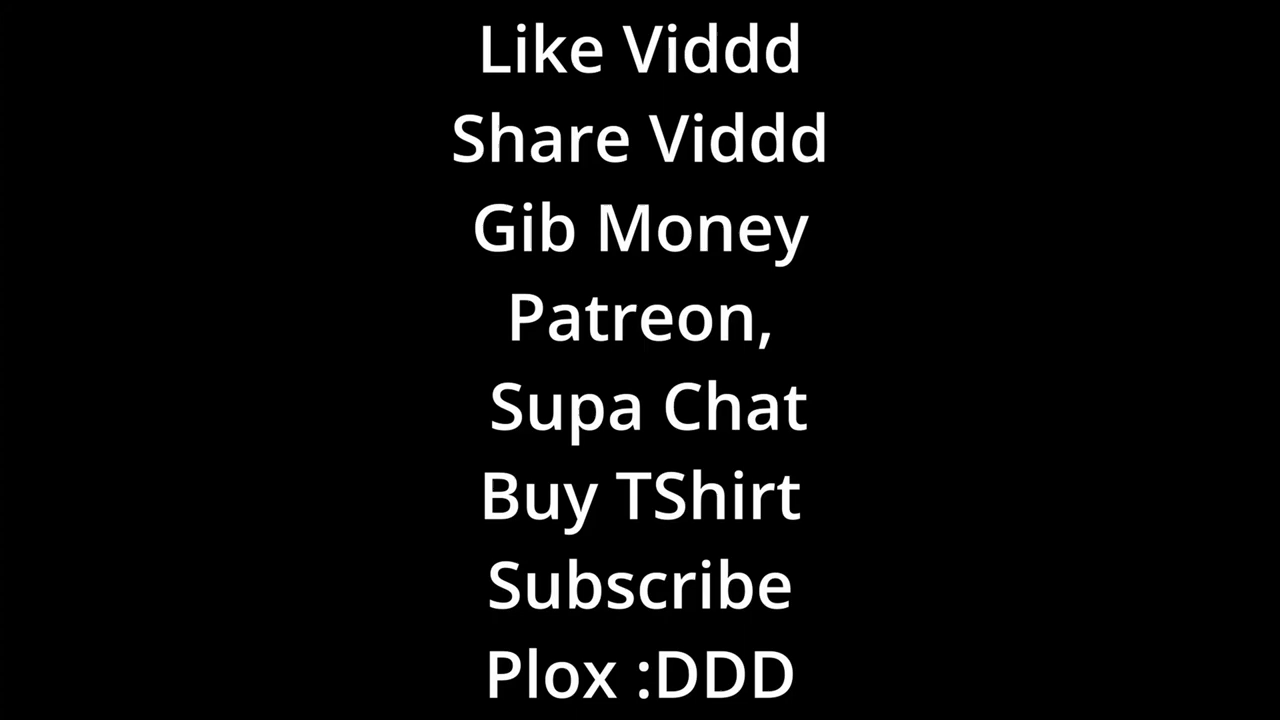 Like Viddd
Share Viddd
Gib Money
Patreon,
Supa Chat
Buy TShirt
Subscribe
Plox :DDD